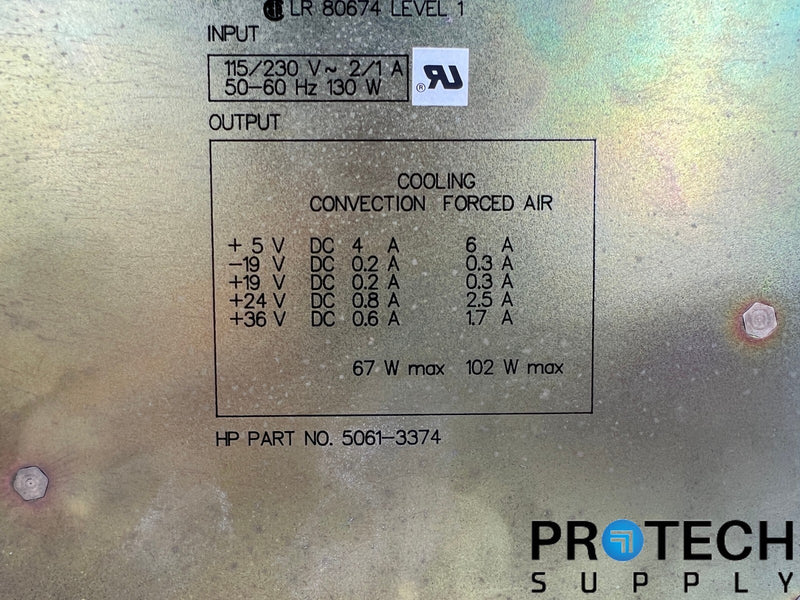 LR 80674 LEVEL 1
INPUT
115/230 V~ 2/1 A
50-60 Hz 130 W
®
OUTPUT
COOLING
CONVECTION FORCED AIR
+ 5 V DC 4 A 6 A
-19 V DC 0.2 A 0.3 A
+19 V DC 0.2 A 0.3 A
+24 V DC 0.8 A 2.5 A
+36 V DC 0.6 A 1.7 A
67 W max 102 W max
HP PART NO. 5061-3374
PROTECH
SUPPLY